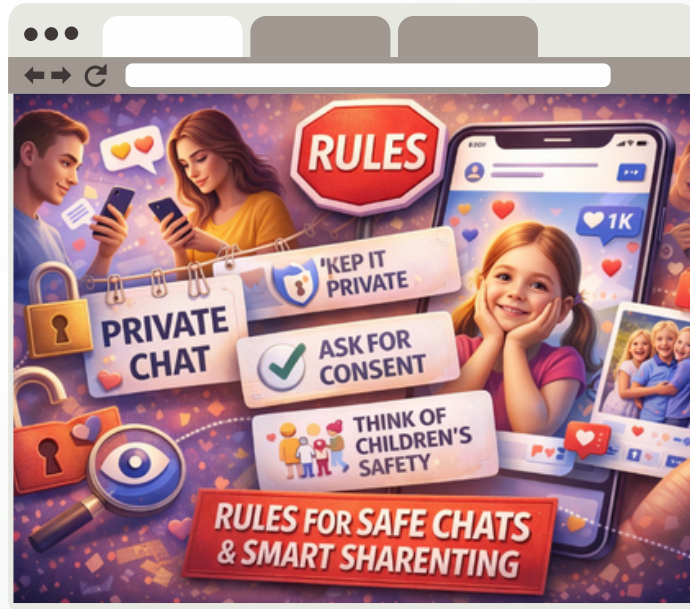 RULES
1K
'KEP IT
PRIVATE
PRIVATE
CHAT
ASK FOR
CONSENT
THINK OF
CHILDREN'S
SAFETY
RULES FOR SAFE CHATS
& SMART SHARENTING